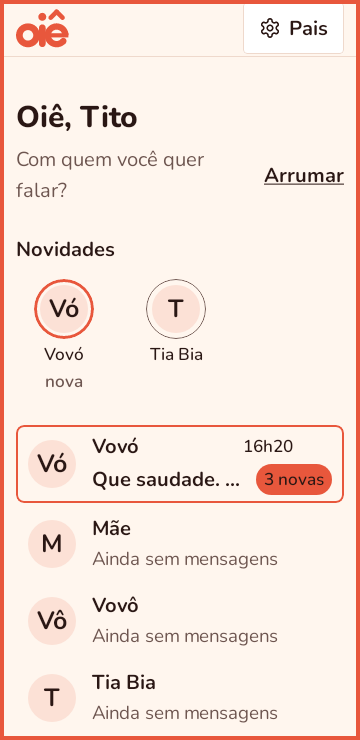 oiê
Pais
Oiê, Tito
Com quem você quer
falar?
Arrumar
Novidades
Vó
T
Vovó
Tia Bia
nova
Vó
Vovó
16h20
Que saudade. ...
3 novas
M
Mãe
Ainda sem mensagens
Vô
Vovô
Ainda sem mensagens
T
Tia Bia
Ainda sem mensagens